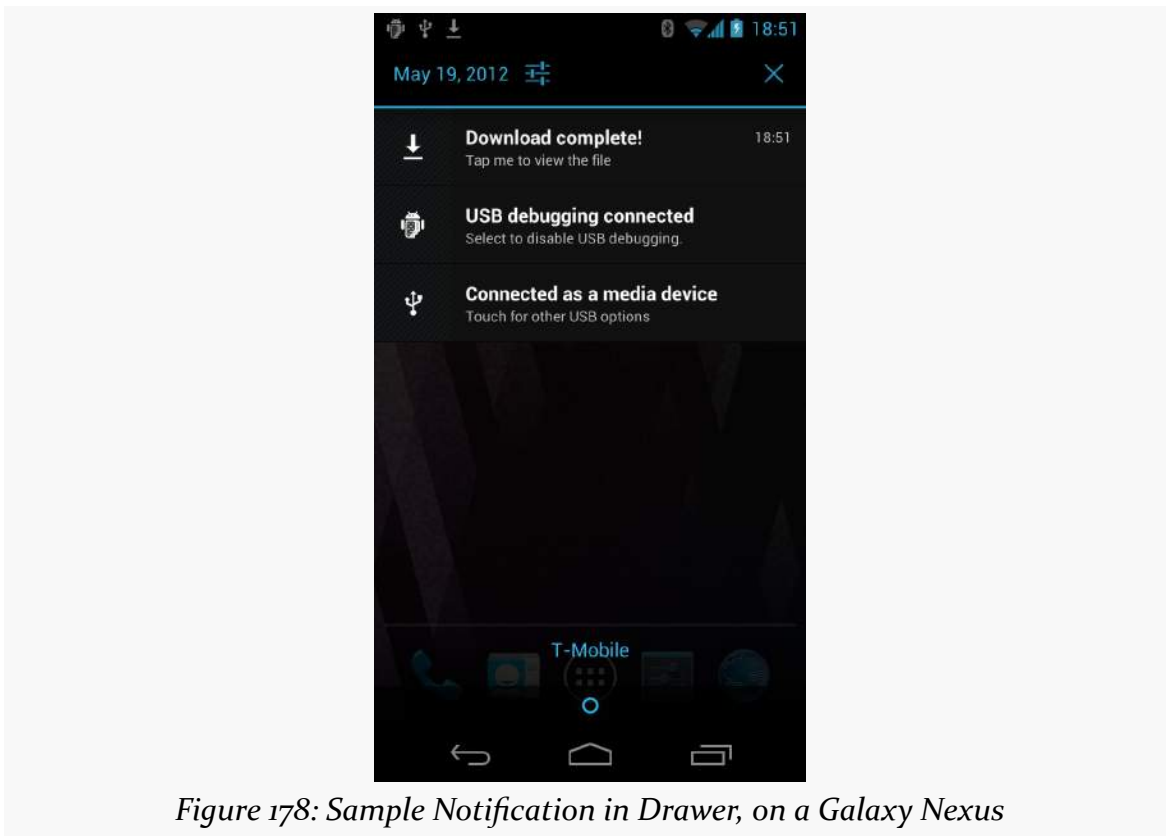 18:51
May 19, 2012
Download complete! 18:51
Tap me to view the file
USB debugging connected
Select to disable USB debugging.
Connected as a media device
Touch for other USB options
T-Mobile
Figure 178: Sample Notification in Drawer, on a Galaxy Nexus